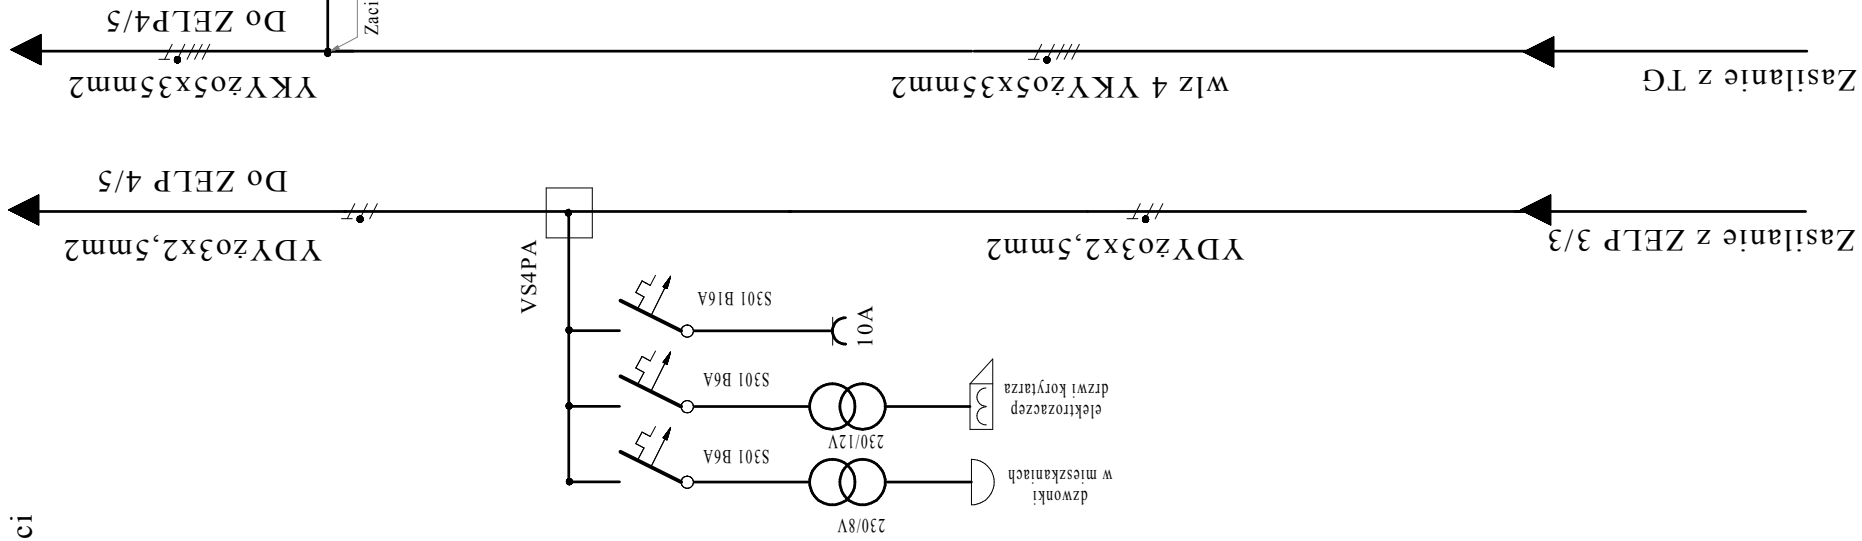 ci
230/8V
dzwonki
w mieszkaniach
S301 B6A
230/12V
elektrozaczep
drzwi korytarza
S301 B6A
10A
S301 B16A
VS4PA
Zasilanie z ZELP 3/3
YDYżo3x2,5mm2
YDYżo3x2,5mm2
Do ZELP 4/5
Zasilanie z TG
wlz 4 YKYżo5x35mm2
YKYżo5x35mm2
Do ZELP4/5
Zaci